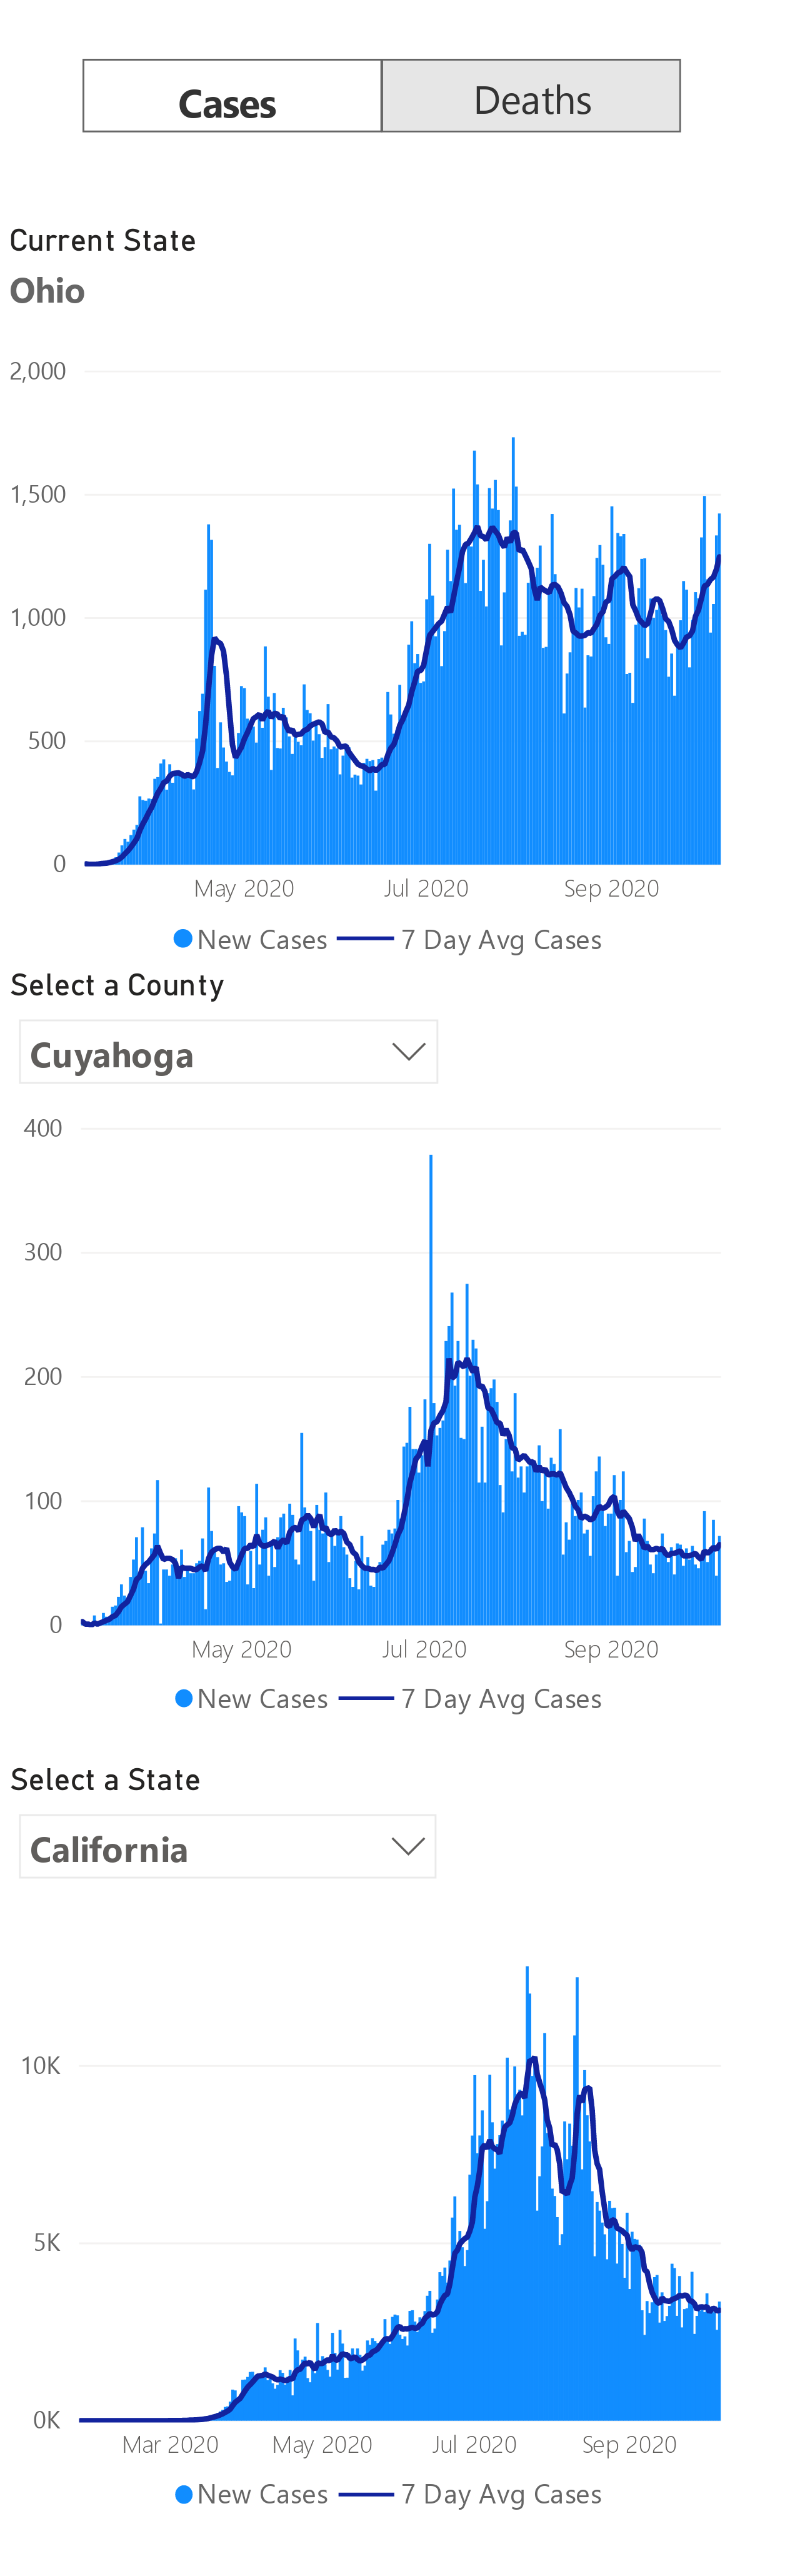 Cases Deaths
Current State
Ohio
2,000
1,500
1,000
500
0
May 2020 Jul 2020 Sep 2020
New Cases 7 Day Avg Cases
Select a County
Cuyahoga
400
300
200
100
0
May 2020 Jul 2020 Sep 2020
New Cases 7 Day Avg Cases
Select a State
California
10K
5K
0K
Mar 2020 May 2020 Jul 2020 Sep 2020
New Cases 7 Day Avg Cases